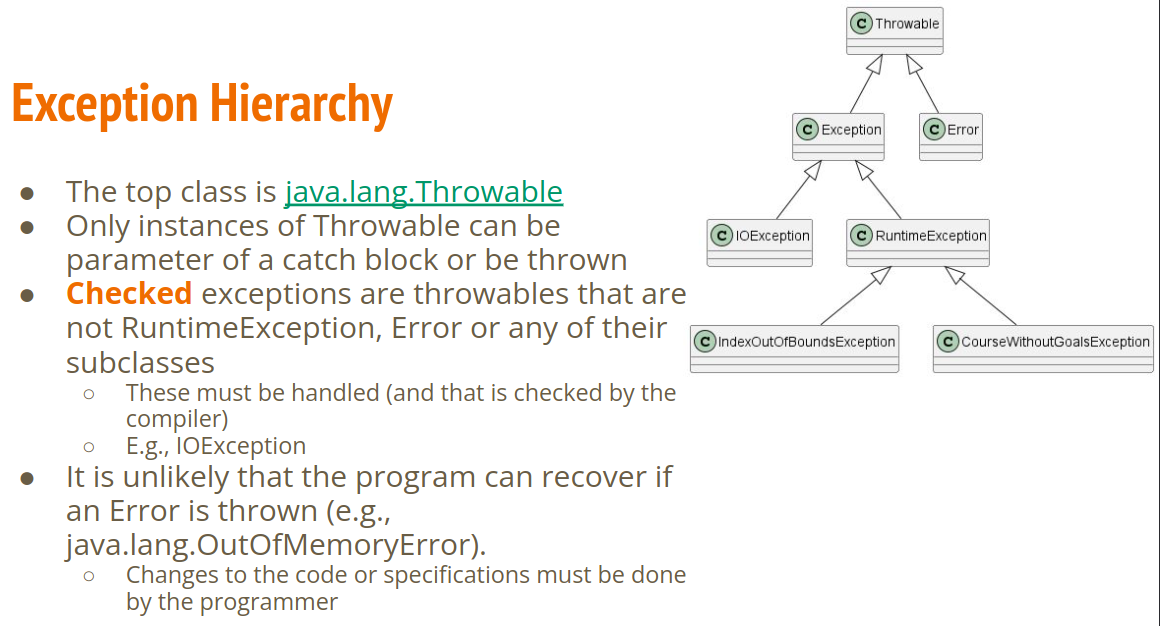 Exception Hierarchy
● The top class is java.lang.Throwable
● Only instances of Throwable can be
parameter of a catch block or be thrown
● Checked exceptions are throwables that are
not RuntimeException, Error or any of their
subclasses
○ These must be handled (and that is checked by the
compiler)
○ E.g., IOException
● It is unlikely that the program can recover if
an Error is thrown (e.g.,
java.lang.OutOfMemoryError).
○ Changes to the code or specifications must be done
by the programmer
C Throwable
C Exception
C Error
C IOException
C RuntimeException
C IndexOutOfBoundsException
C CourseWithoutGoalsException